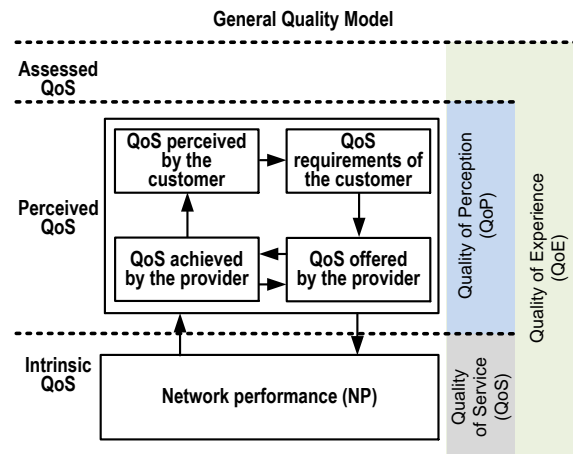 General Quality Model
Assessed
QoS
Perceived
QoS
QoS perceived
by the
customer
QoS
requirements of
the customer
QoS achieved
by the provider
QoS offered
by the provider
Intrinsic
QoS
Network performance (NP)
Quality of Perception
(QoP)
Quality
of Service
(QoS)
Quality of Experience
(QoE)